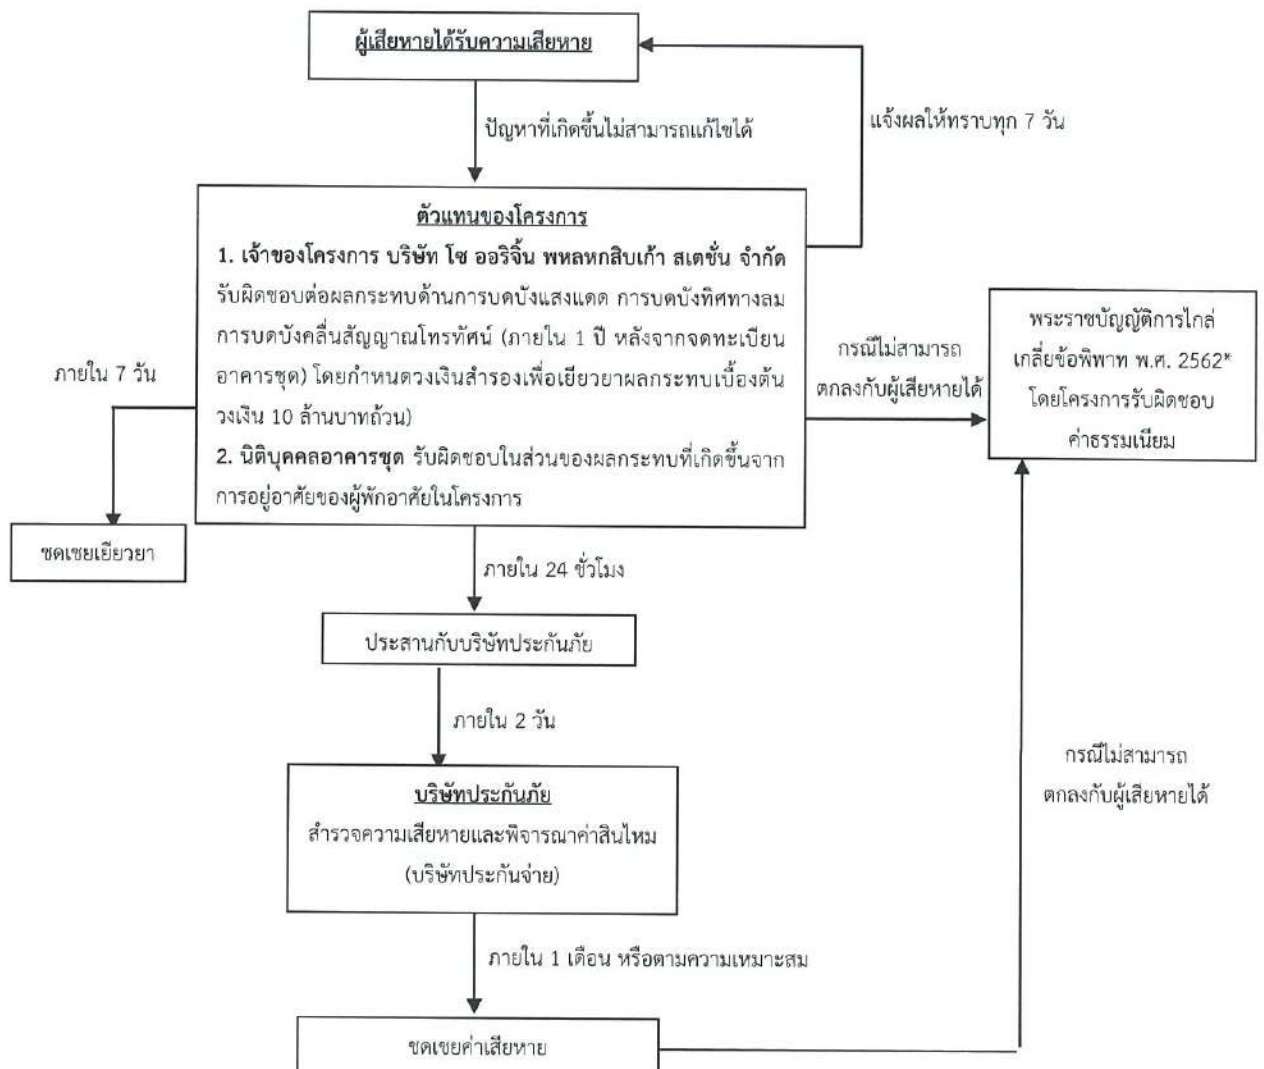 ผู้เสียหายได้รับความเสียหาย
ปัญหาที่เกิดขึ้นไม่สามารถแก้ไขได้
แจ้งผลให้ทราบทุก 7 วัน
ตัวแทนของโครงการ
1. เจ้าของโครงการ บริษัท โซ ออริจิ้น พหลหกสิบเก้า สเตชั่น จำกัด
รับผิดชอบต่อผลกระทบด้านการบดบังแสงแดด การบดบังทิศทางลม
การบดบังคลื่นสัญญาณโทรทัศน์ (ภายใน 1 ปี หลังจากจดทะเบียน
อาคารชุด) โดยกำหนดวงเงินสำรองเพื่อเยียวยาผลกระทบเบื้องต้น
วงเงิน 10 ล้านบาทถ้วน)
2. นิติบุคคลอาคารชุด รับผิดชอบในส่วนของผลกระทบที่เกิดขึ้นจาก
การอยู่อาศัยของผู้พักอาศัยในโครงการ
ภายใน 7 วัน
ชดเชยเยียวยา
กรณีไม่สามารถ
ตกลงกับผู้เสียหายได้
พระราชบัญญัติการไกล่
เกลี่ยข้อพิพาท พ.ศ. 2562*
โดยโครงการรับผิดชอบ
ค่าธรรมเนียม
ภายใน 24 ชั่วโมง
ประสานกับบริษัทประกันภัย
ภายใน 2 วัน
บริษัทประกันภัย
สำรวจความเสียหายและพิจารณาค่าสินไหม
(บริษัทประกันจ่าย)
กรณีไม่สามารถ
ตกลงกับผู้เสียหายได้
ภายใน 1 เดือน หรือตามความเหมาะสม
ชดเชยค่าเสียหาย